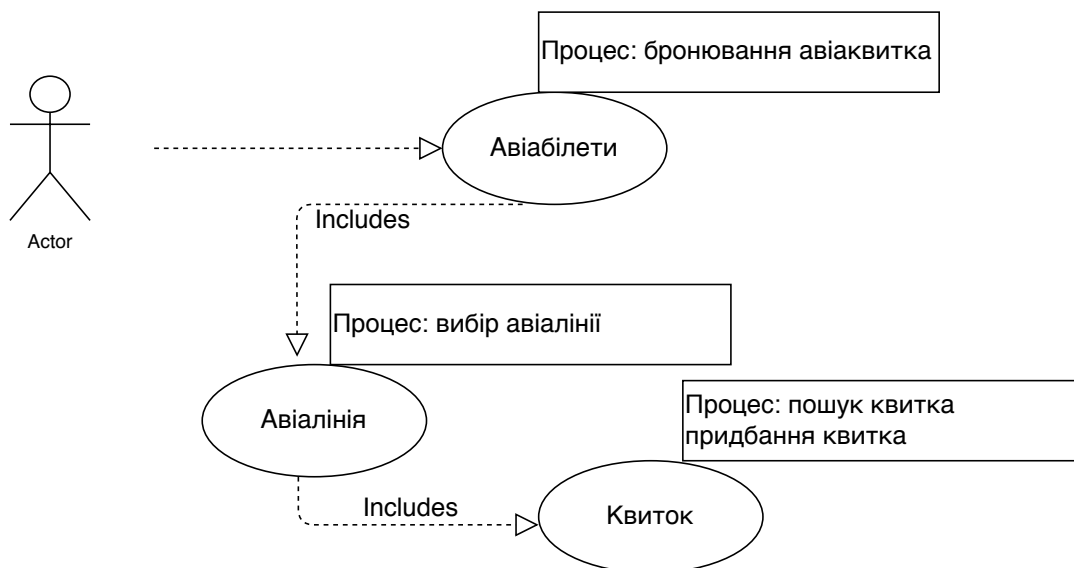 Процес: бронювання авіаквитка
Авіабілети
Actor
Includes
Процес: вибір авіалінії
Авіалінія
Процес: пошук квитка
придбання квитка
Includes
Квиток